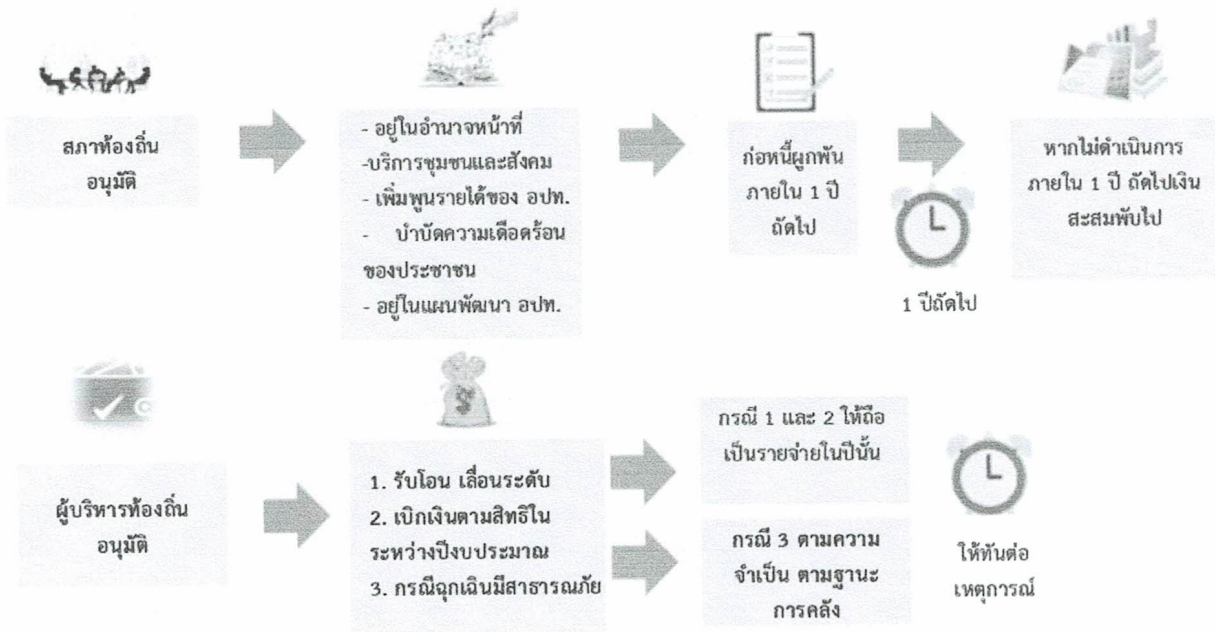 สภาท้องถิ่น
อนุมัติ
- อยู่ในอำนาจหน้าที่
-บริการชุมชนและสังคม
- เพิ่มพูนรายได้ของ อปท.
- บำบัดความเดือดร้อน
ของประชาชน
- อยู่ในแผนพัฒนา อปท.
ก่อหนี้ผูกพัน
ภายใน 1 ปี
ถัดไป
1 ปีถัดไป
หากไม่ดำเนินการ
ภายใน 1 ปี ถัดไปเงิน
สะสมพับไป
ผู้บริหารท้องถิ่น
อนุมัติ
1. รับโอน เลื่อนระดับ
2. เบิกเงินตามสิทธิใน
ระหว่างปีงบประมาณ
3. กรณีฉุกเฉินมีสาธารณภัย
กรณี 1 และ 2 ให้ถือ
เป็นรายจ่ายในปีนั้น
กรณี 3 ตามความ
จำเป็น ตามฐานะ
การคลัง
ให้ทันต่อ
เหตุการณ์